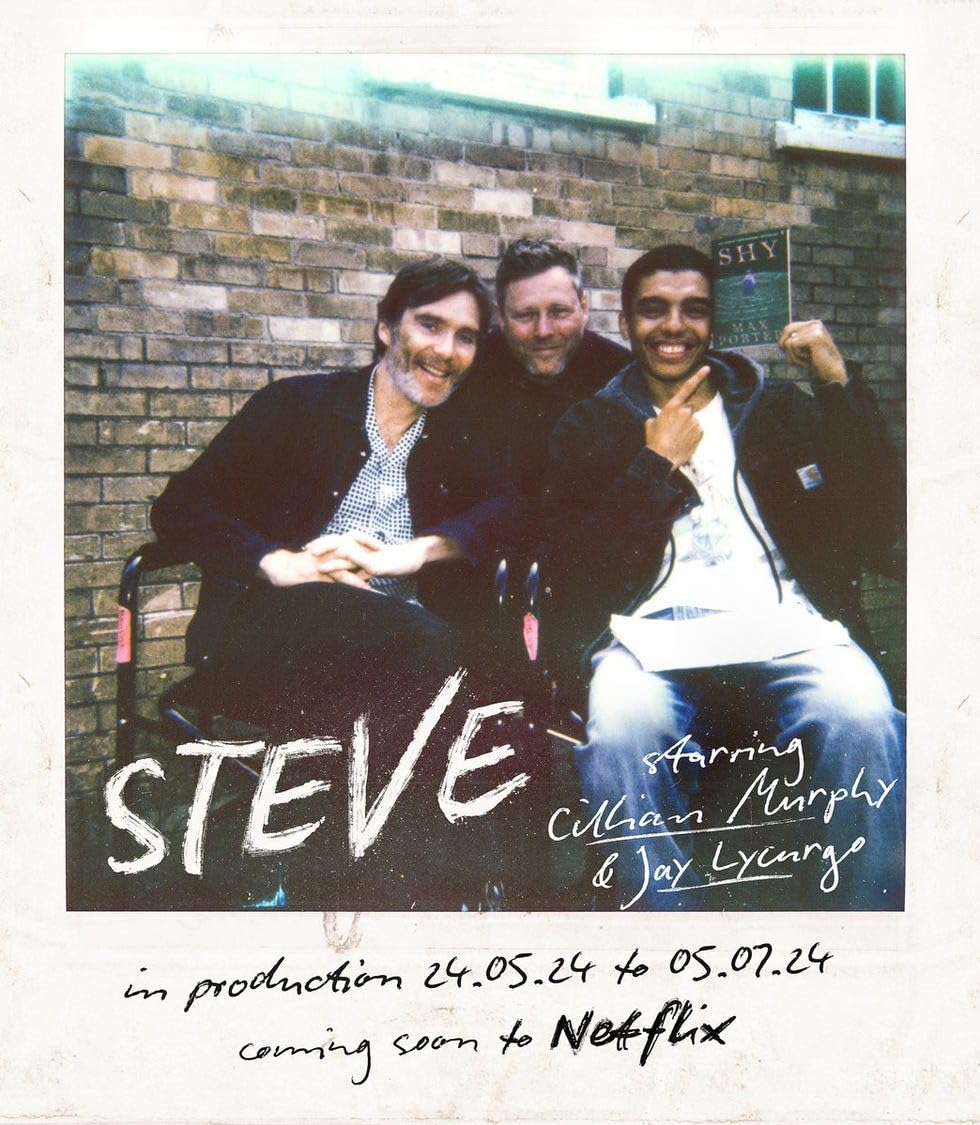 SHY
MAX
PORTER
STEVE
starring
Cillian Murphy
& Jay Lycurgo
in production 24.05.24 to 05.07.24
coming soon to Netflix